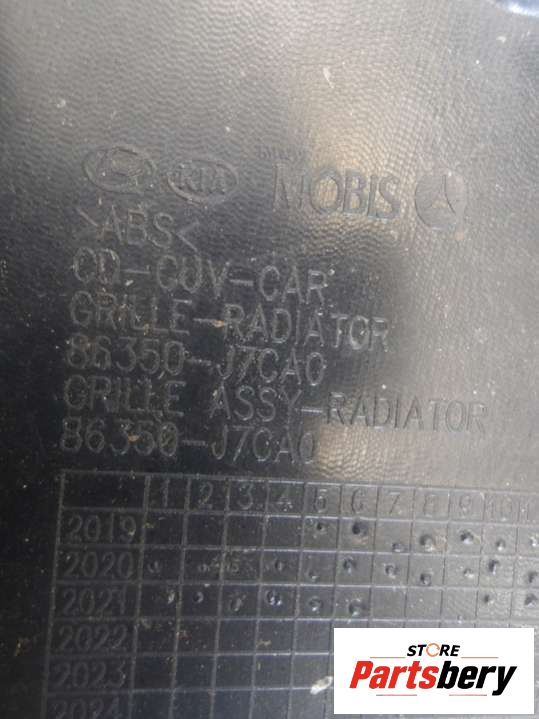 KIA MOBIS
>ABS<
CD-CUV-CAR
GRILLE-RADIATOR
86350-J7CA0
GRILLE ASSY-RADIATOR
86350-J7CA0
1 2 3 4 5 6 7 8 9 10
2019
2020
2021
2022
2023
2024
STORE
Partsbery